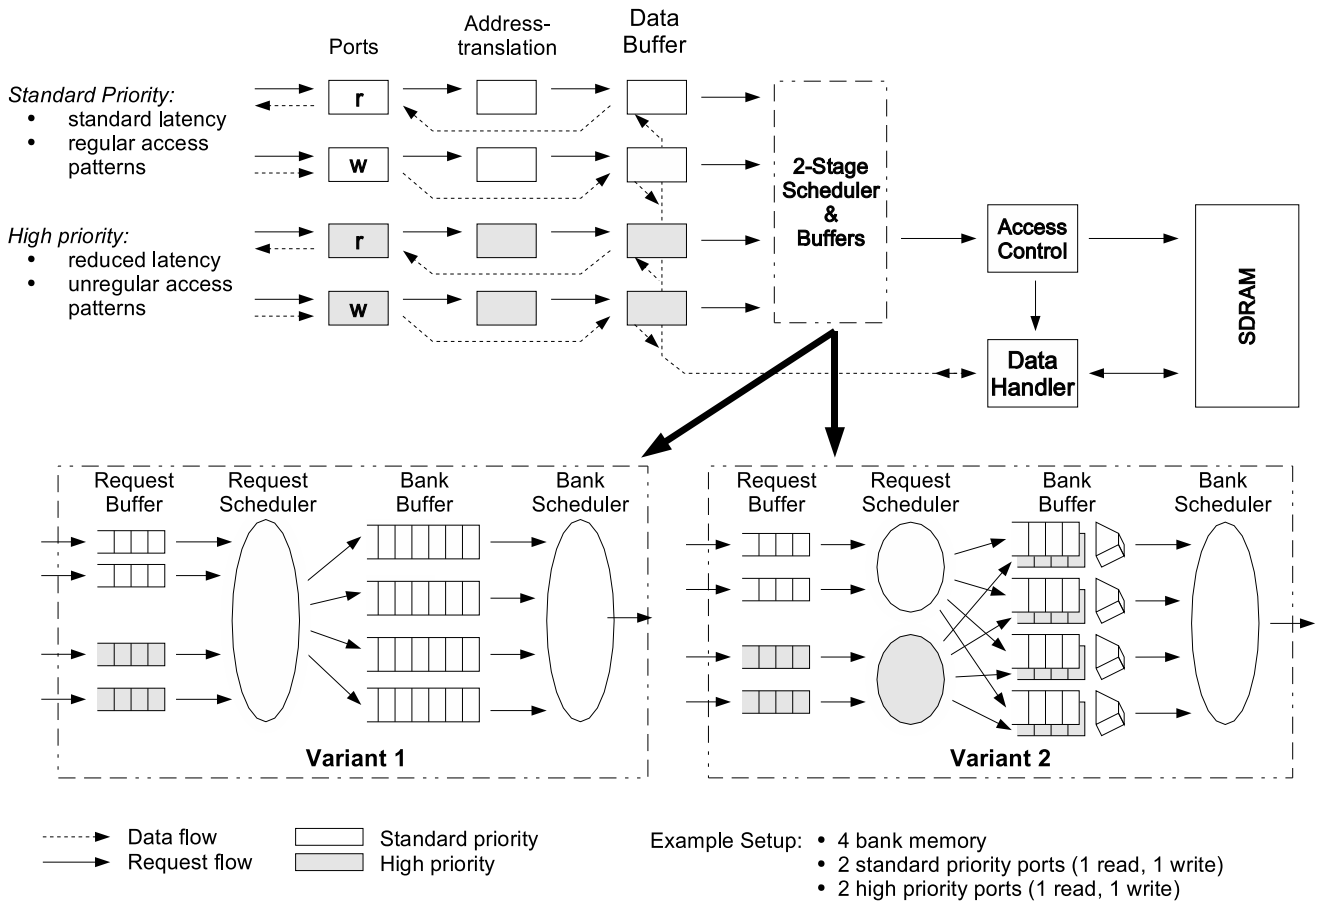 Ports
Address-
translation
Data
Buffer
Standard Priority:
• standard latency
• regular access
patterns
High priority:
• reduced latency
• unregular access
patterns
r
w
r
w
2-Stage
Scheduler
&
Buffers
Access
Control
Data
Handler
SDRAM
Request
Buffer
Request
Scheduler
Bank
Buffer
Bank
Scheduler
Variant 1
Request
Buffer
Request
Scheduler
Bank
Buffer
Bank
Scheduler
Variant 2
Data flow
Request flow
Standard priority
High priority
Example Setup: • 4 bank memory
• 2 standard priority ports (1 read, 1 write)
• 2 high priority ports (1 read, 1 write)